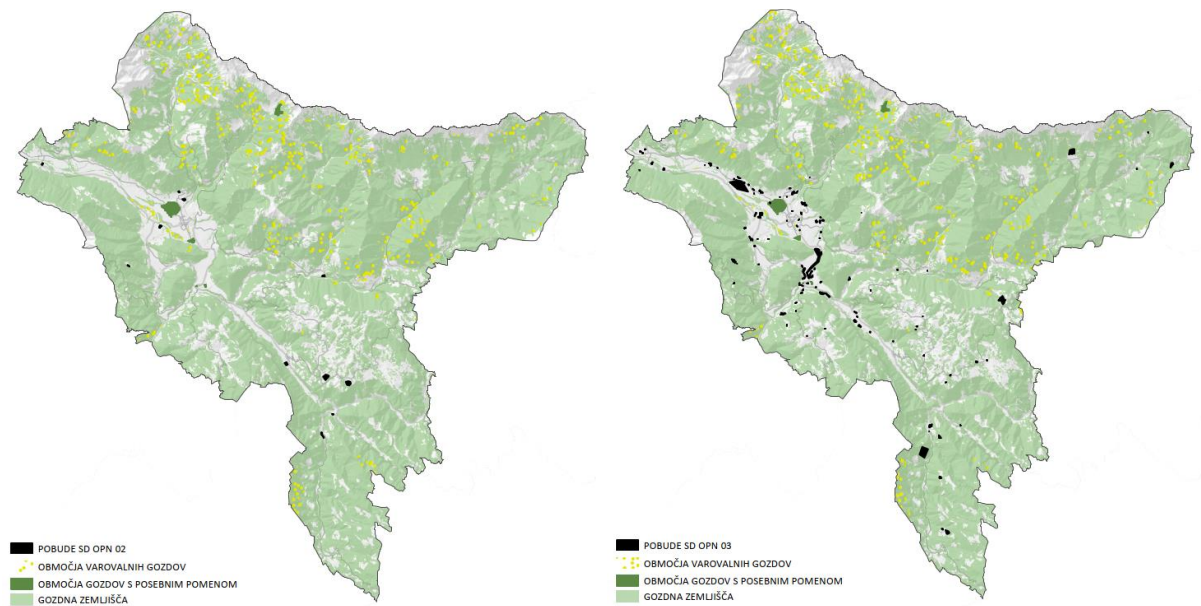 POBUDE SD OPN 02
OBMOČJA VAROVALNIH GOZDOV
OBMOČJA GOZDOV S POSEBNIM POMENOM
GOZDNA ZEMLJIŠČA
POBUDE SD OPN 03
OBMOČJA VAROVALNIH GOZDOV
OBMOČJA GOZDOV S POSEBNIM POMENOM
GOZDNA ZEMLJIŠČA